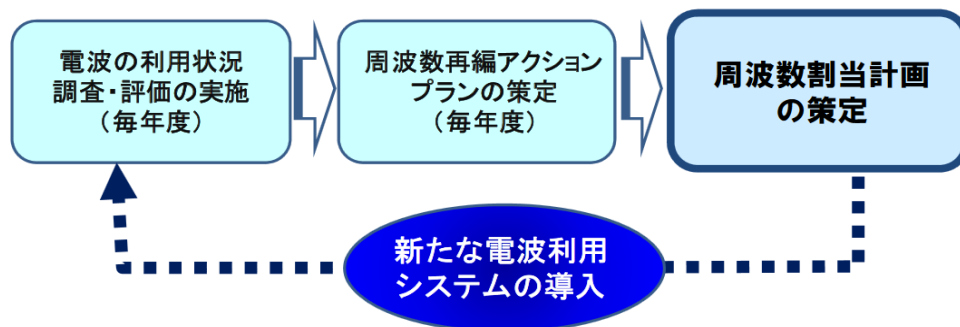 電波の利用状況
調査・評価の実施
（毎年度）
周波数再編アクション
プランの策定
（毎年度）
周波数割当計画
の策定
新たな電波利用
システムの導入